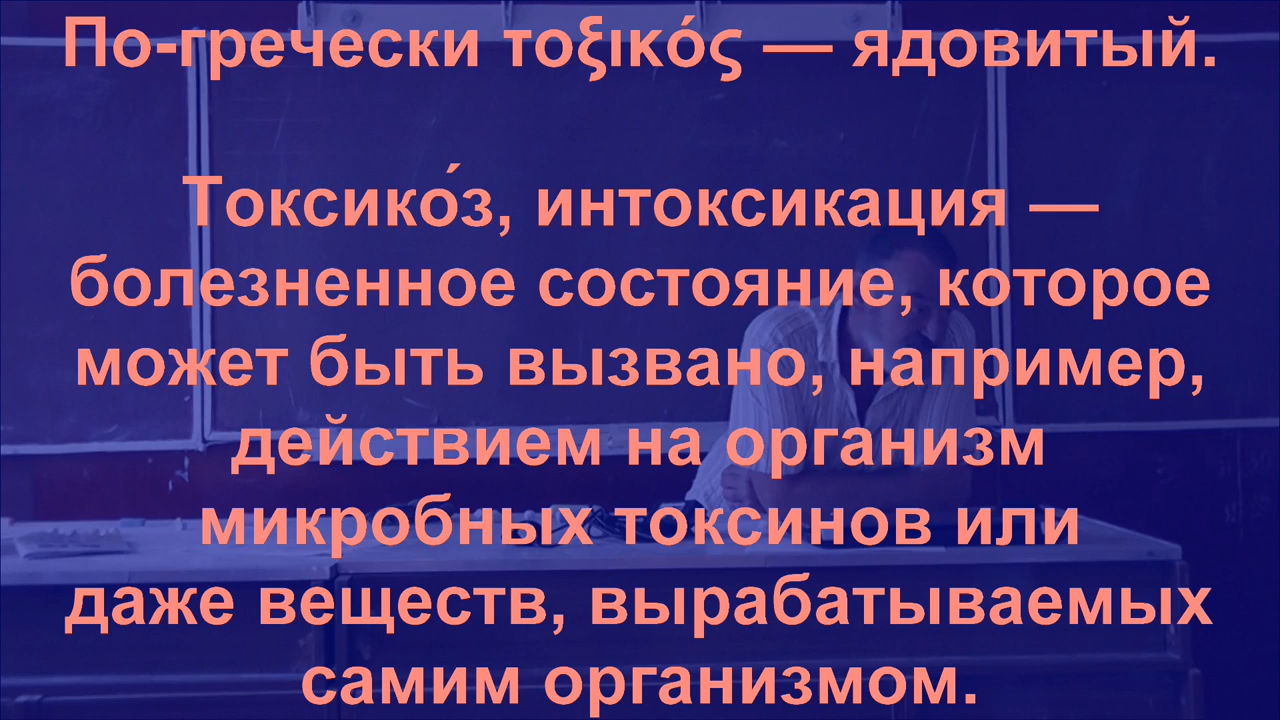 По-гречески τοξικός — ядовитый.
Токсико́з, интоксикация —
болезненное состояние, которое
может быть вызвано, например,
действием на организм
микробных токсинов или
даже веществ, вырабатываемых
самим организмом.